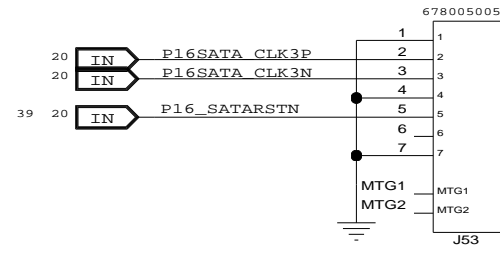 678005005
1 1
20 IN P16SATA_CLK3P 2 2
20 IN P16SATA_CLK3N 3 3
4 4
39 20 IN P16_SATARSTN 5 5
6 6
7 7
MTG1 MTG1
MTG2 MTG2
J53